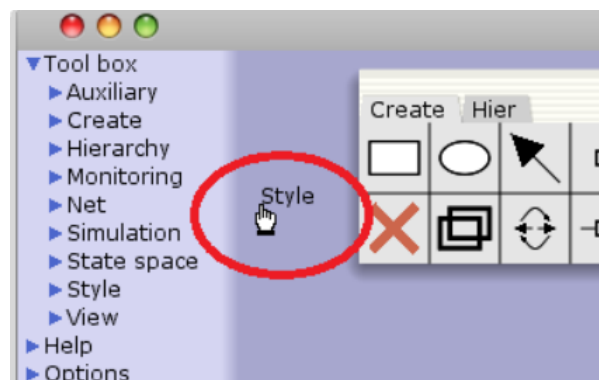 Tool box
Auxiliary
Create
Hierarchy
Monitoring
Net
Simulation
State space
Style
View
Help
Options
Style
Create Hier